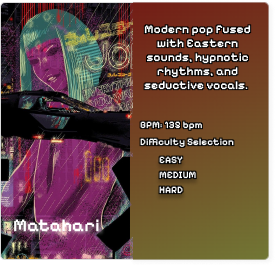 Modern pop fused
with Eastern
sounds, hypnotic
rhythms, and
seductive vocals.
BPM: 138 bpm
Difficulty Selection
EASY
MEDIUM
HARD
Matahari